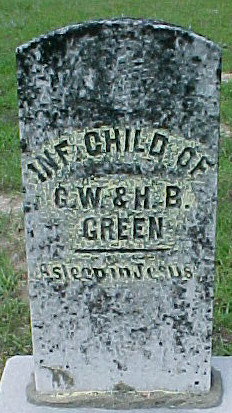 INF. CHILD OF
G.W. & H.B.
GREEN
Asleep in Jesus